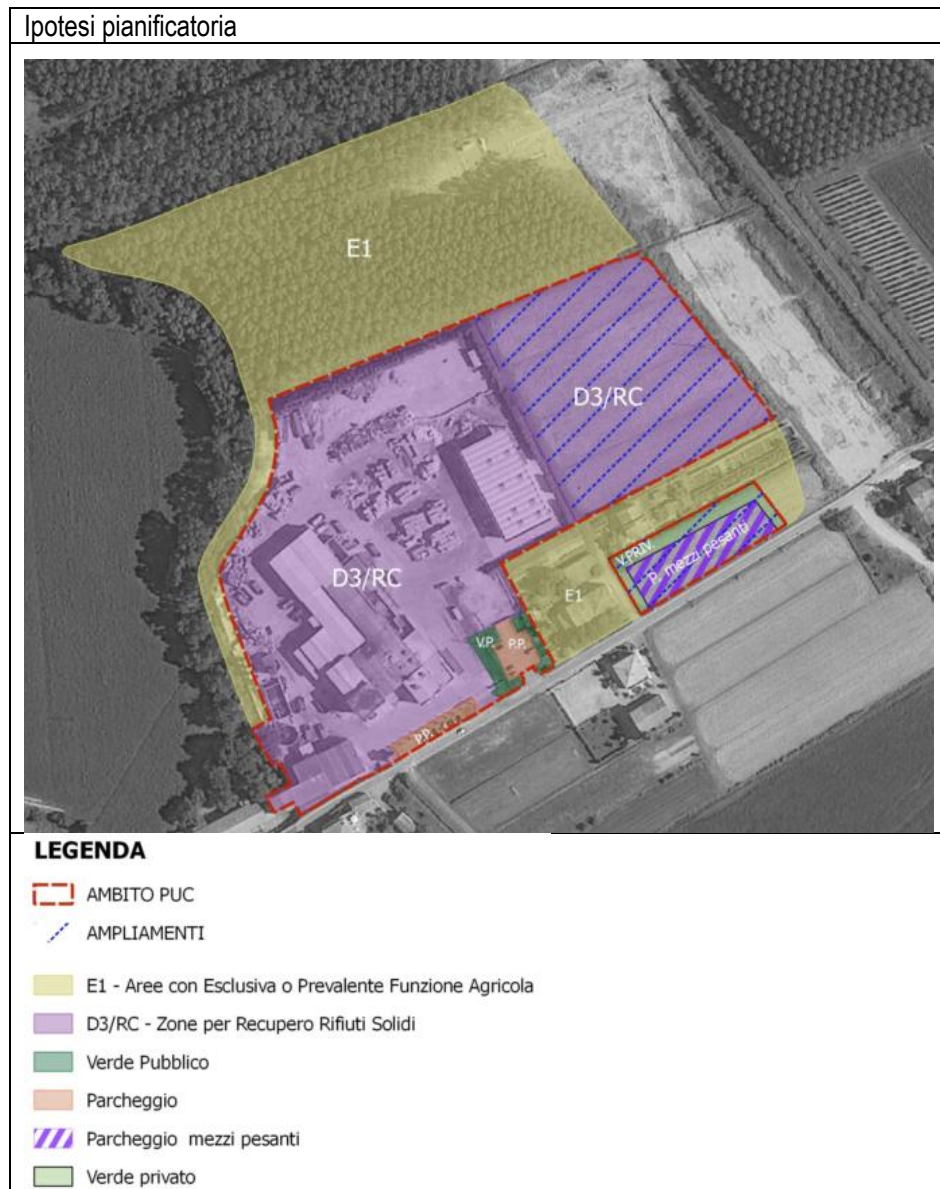 Ipotesi pianificatoria
E1
D3/RC
D3/RC
V.PRIV.
P. mezzi pesanti
E1
V.P.
P.P.
P.P.
LEGENDA
AMBITO PUC
AMPLIAMENTI
E1 - Aree con Esclusiva o Prevalente Funzione Agricola
D3/RC - Zone per Recupero Rifiuti Solidi
Verde Pubblico
Parcheggio
Parcheggio mezzi pesanti
Verde privato